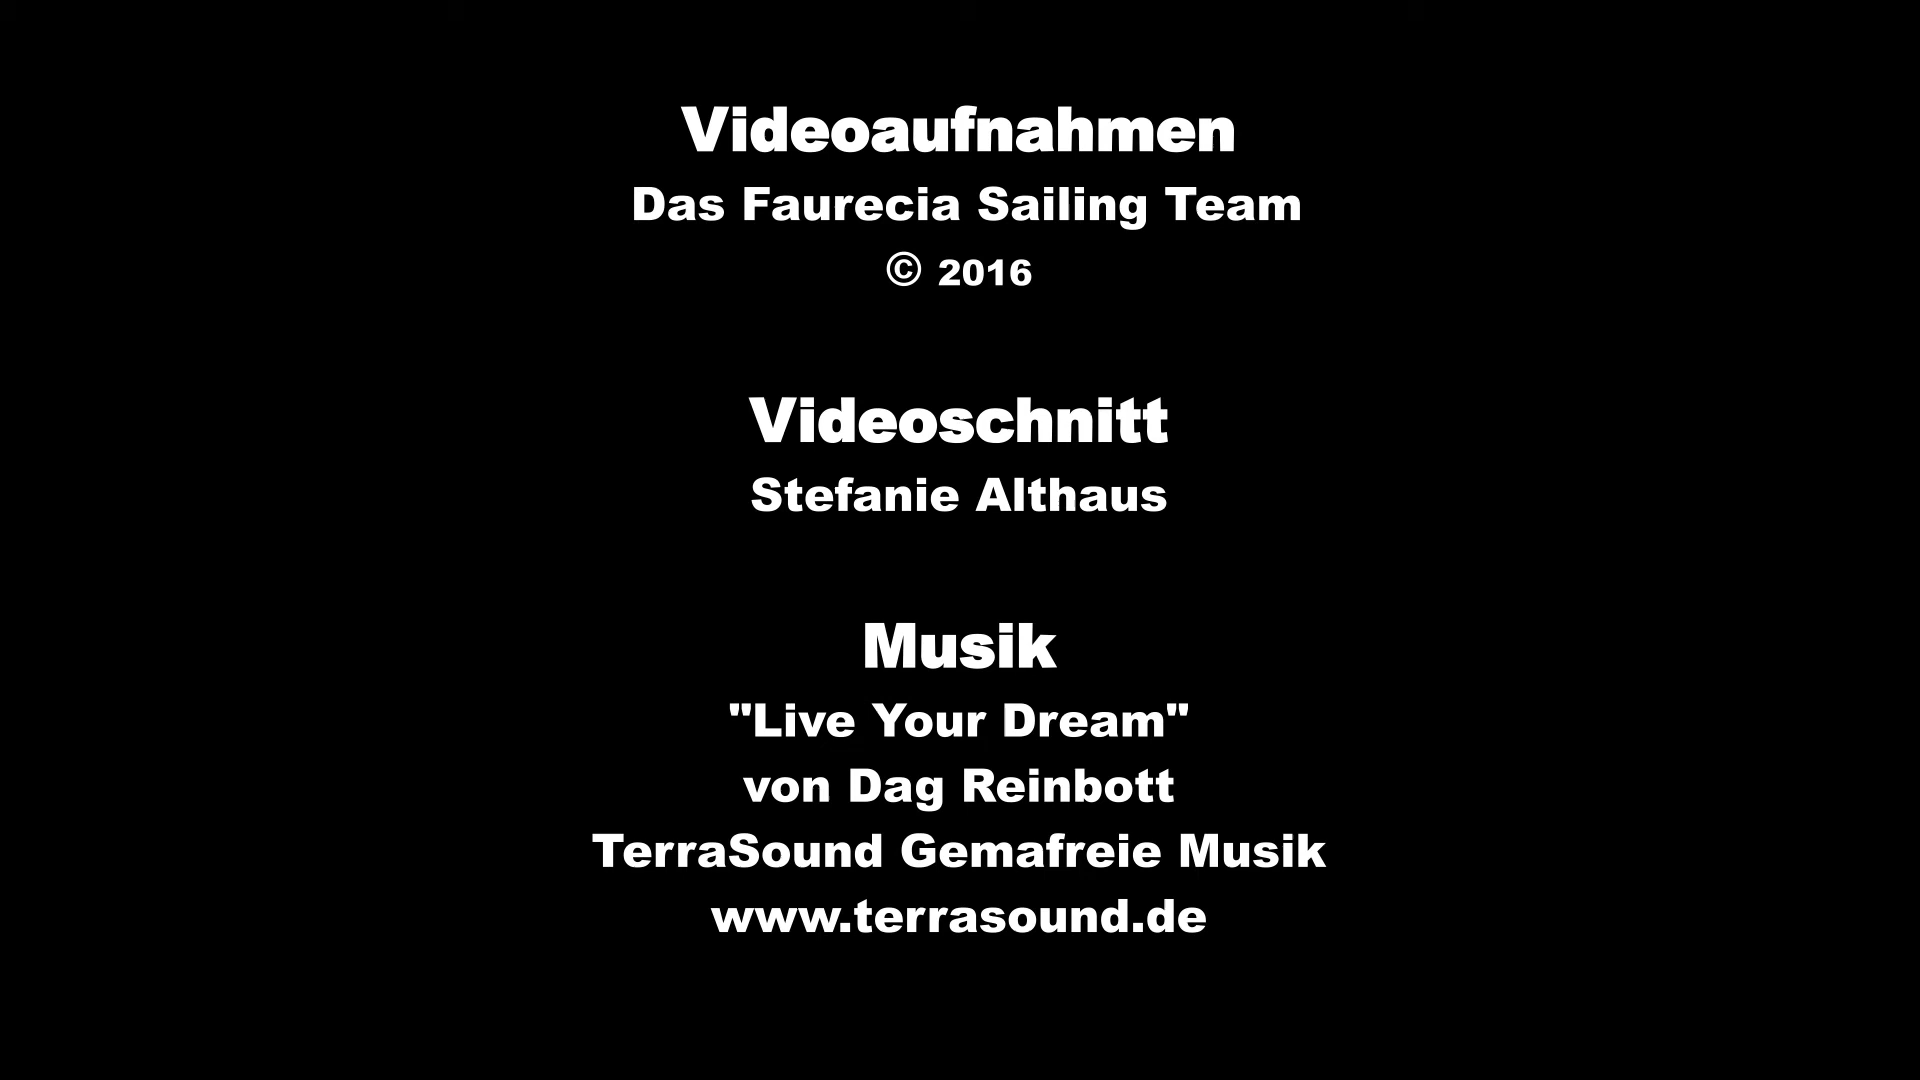 Videoaufnahmen
Das Faurecia Sailing Team
© 2016
Videoschnitt
Stefanie Althaus
Musik
"Live Your Dream"
von Dag Reinbott
TerraSound Gemafreie Musik
www.terrasound.de